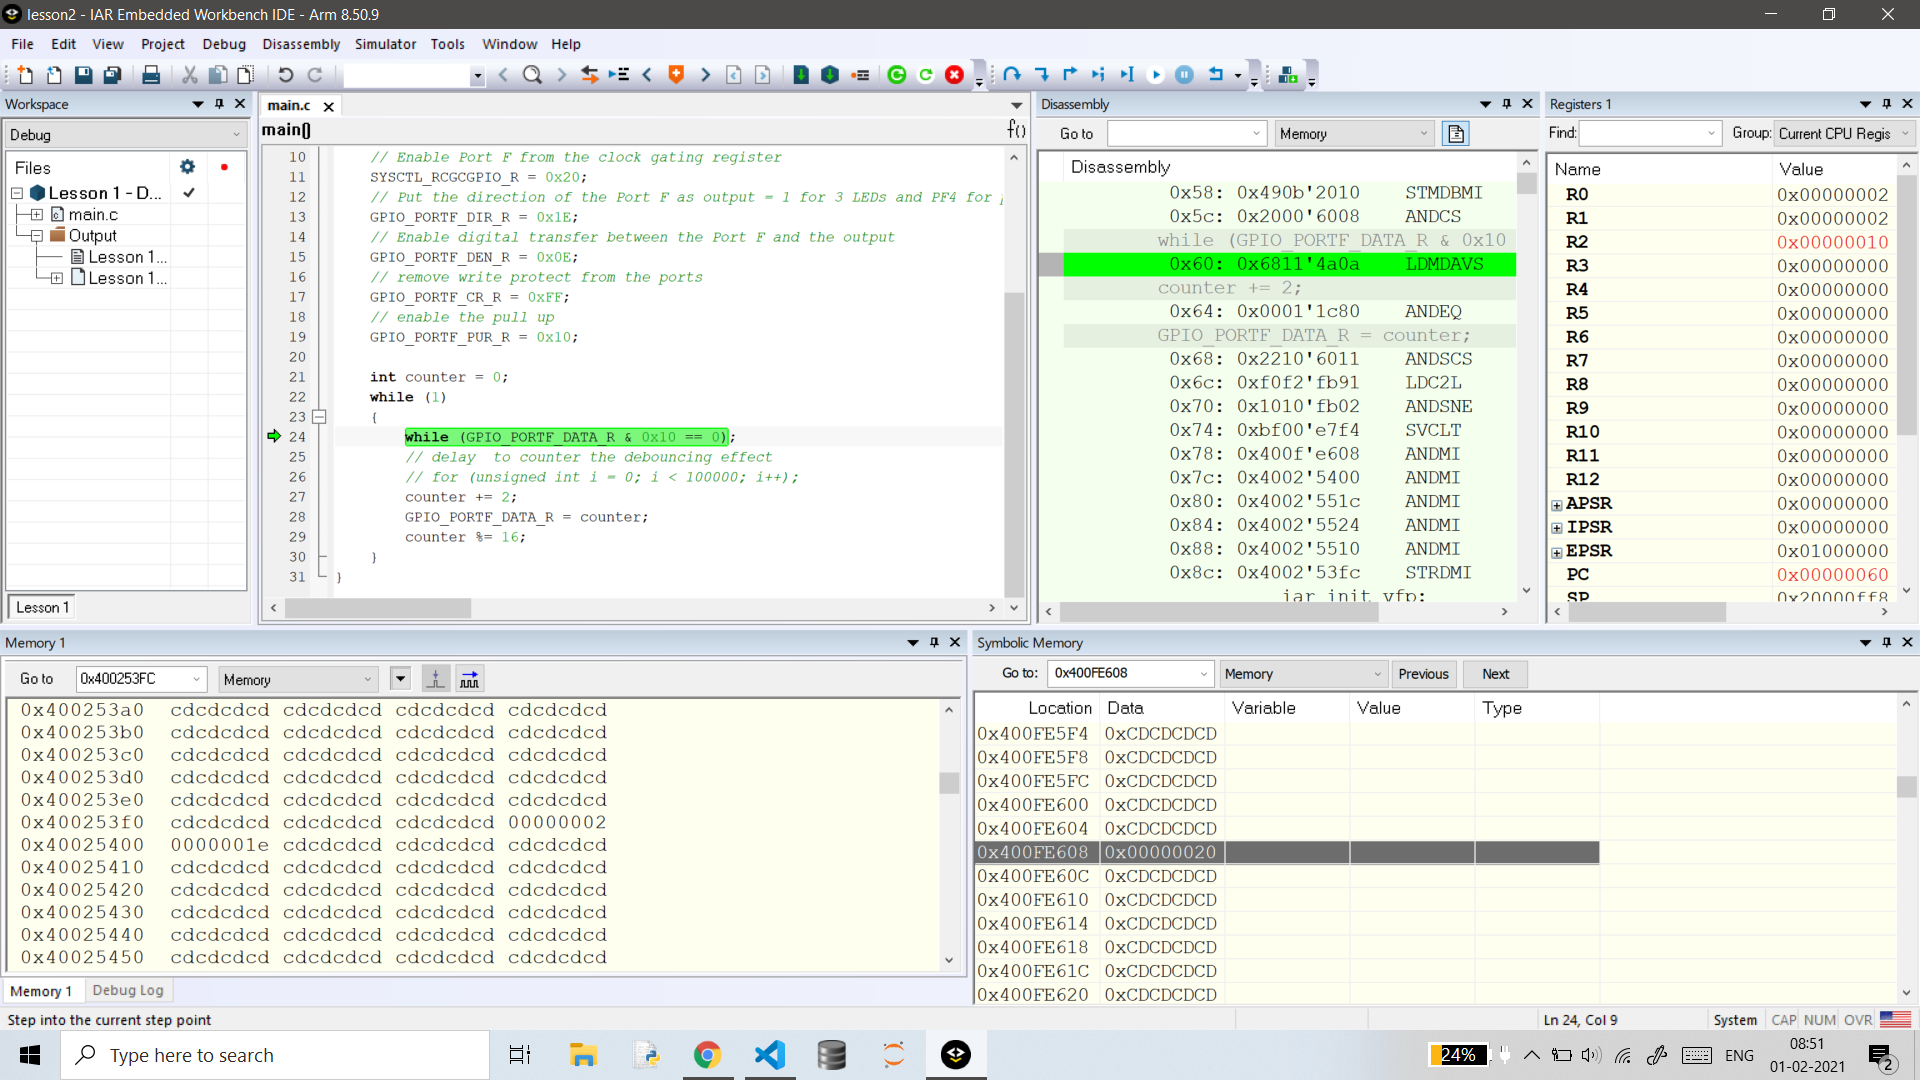 lesson2 - IAR Embedded Workbench IDE - Arm 8.50.9
File Edit View Project Debug Disassembly Simulator Tools Window Help
Workspace
Debug
Files
Lesson 1 - D...
main.c
Output
Lesson 1...
Lesson 1...
Lesson 1
main.c
main()
f()
10 // Enable Port F from the clock gating register
11 SYSCTL_RCGCGPIO_R = 0x20;
12 // Put the direction of the Port F as output = 1 for 3 LEDs and PF4 for
13 GPIO_PORTF_DIR_R = 0x1E;
14 // Enable digital transfer between the Port F and the output
15 GPIO_PORTF_DEN_R = 0x0E;
16 // remove write protect from the ports
17 GPIO_PORTF_CR_R = 0xFF;
18 // enable the pull up
19 GPIO_PORTF_PUR_R = 0x10;
20
21 int counter = 0;
22 while (1)
23 {
24 while (GPIO_PORTF_DATA_R & 0x10 == 0);
25 // delay  to counter the debouncing effect
26 // for (unsigned int i = 0; i < 100000; i++);
27 counter += 2;
28 GPIO_PORTF_DATA_R = counter;
29 counter %= 16;
30 }
31 }
Disassembly
Go to Memory
Disassembly
0x58: 0x490b'2010 STMDBMI
0x5c: 0x2000'6008 ANDCS
while (GPIO_PORTF_DATA_R & 0x10
0x60: 0x6811'4a0a LDMDAVS
counter += 2;
0x64: 0x0001'1c80 ANDEQ
GPIO_PORTF_DATA_R = counter;
0x68: 0x2210'6011 ANDSCS
0x6c: 0xf0f2'fb91 LDC2L
0x70: 0x1010'fb02 ANDSNE
0x74: 0xbf00'e7f4 SVCLT
0x78: 0x400f'e608 ANDMI
0x7c: 0x4002'5400 ANDMI
0x80: 0x4002'551c ANDMI
0x84: 0x4002'5524 ANDMI
0x88: 0x4002'5510 ANDMI
0x8c: 0x4002'53fc STRDMI
iar init vfp:
Registers 1
Find: Group: Current CPU Regis
Name Value
R0 0x00000002
R1 0x00000002
R2 0x00000010
R3 0x00000000
R4 0x00000000
R5 0x00000000
R6 0x00000000
R7 0x00000000
R8 0x00000000
R9 0x00000000
R10 0x00000000
R11 0x00000000
R12 0x00000000
APSR 0x00000000
IPSR 0x00000000
EPSR 0x01000000
PC 0x00000060
SP 0x20000ff8
Memory 1
Go to 0x400253FC Memory
0x400253a0 cdcdcdcd cdcdcdcd cdcdcdcd cdcdcdcd
0x400253b0 cdcdcdcd cdcdcdcd cdcdcdcd cdcdcdcd
0x400253c0 cdcdcdcd cdcdcdcd cdcdcdcd cdcdcdcd
0x400253d0 cdcdcdcd cdcdcdcd cdcdcdcd cdcdcdcd
0x400253e0 cdcdcdcd cdcdcdcd cdcdcdcd cdcdcdcd
0x400253f0 cdcdcdcd cdcdcdcd cdcdcdcd 00000002
0x40025400 0000001e cdcdcdcd cdcdcdcd cdcdcdcd
0x40025410 cdcdcdcd cdcdcdcd cdcdcdcd cdcdcdcd
0x40025420 cdcdcdcd cdcdcdcd cdcdcdcd cdcdcdcd
0x40025430 cdcdcdcd cdcdcdcd cdcdcdcd cdcdcdcd
0x40025440 cdcdcdcd cdcdcdcd cdcdcdcd cdcdcdcd
0x40025450 cdcdcdcd cdcdcdcd cdcdcdcd cdcdcdcd
Memory 1 Debug Log
Symbolic Memory
Go to: 0x400FE608 Memory Previous Next
Location Data Variable Value Type
0x400FE5F4 0xCDCDCDCD
0x400FE5F8 0xCDCDCDCD
0x400FE5FC 0xCDCDCDCD
0x400FE600 0xCDCDCDCD
0x400FE604 0xCDCDCDCD
0x400FE608 0x00000020
0x400FE60C 0xCDCDCDCD
0x400FE610 0xCDCDCDCD
0x400FE614 0xCDCDCDCD
0x400FE618 0xCDCDCDCD
0x400FE61C 0xCDCDCDCD
0x400FE620 0xCDCDCDCD
Step into the current step point
Ln 24, Col 9 System CAP NUM OVR
Type here to search
24%
ENG
08:51
01-02-2021
2